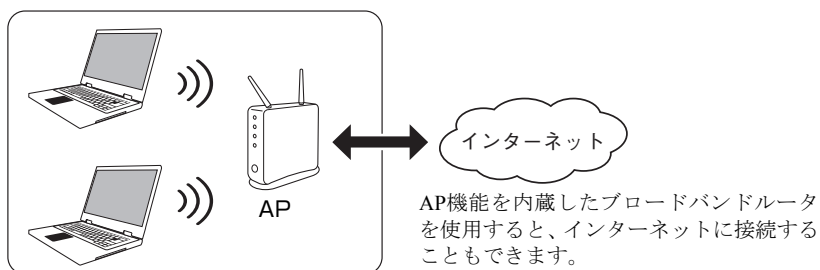 インターネット
AP
AP機能を内蔵したブロードバンドルータ
を使用すると、インターネットに接続する
こともできます。